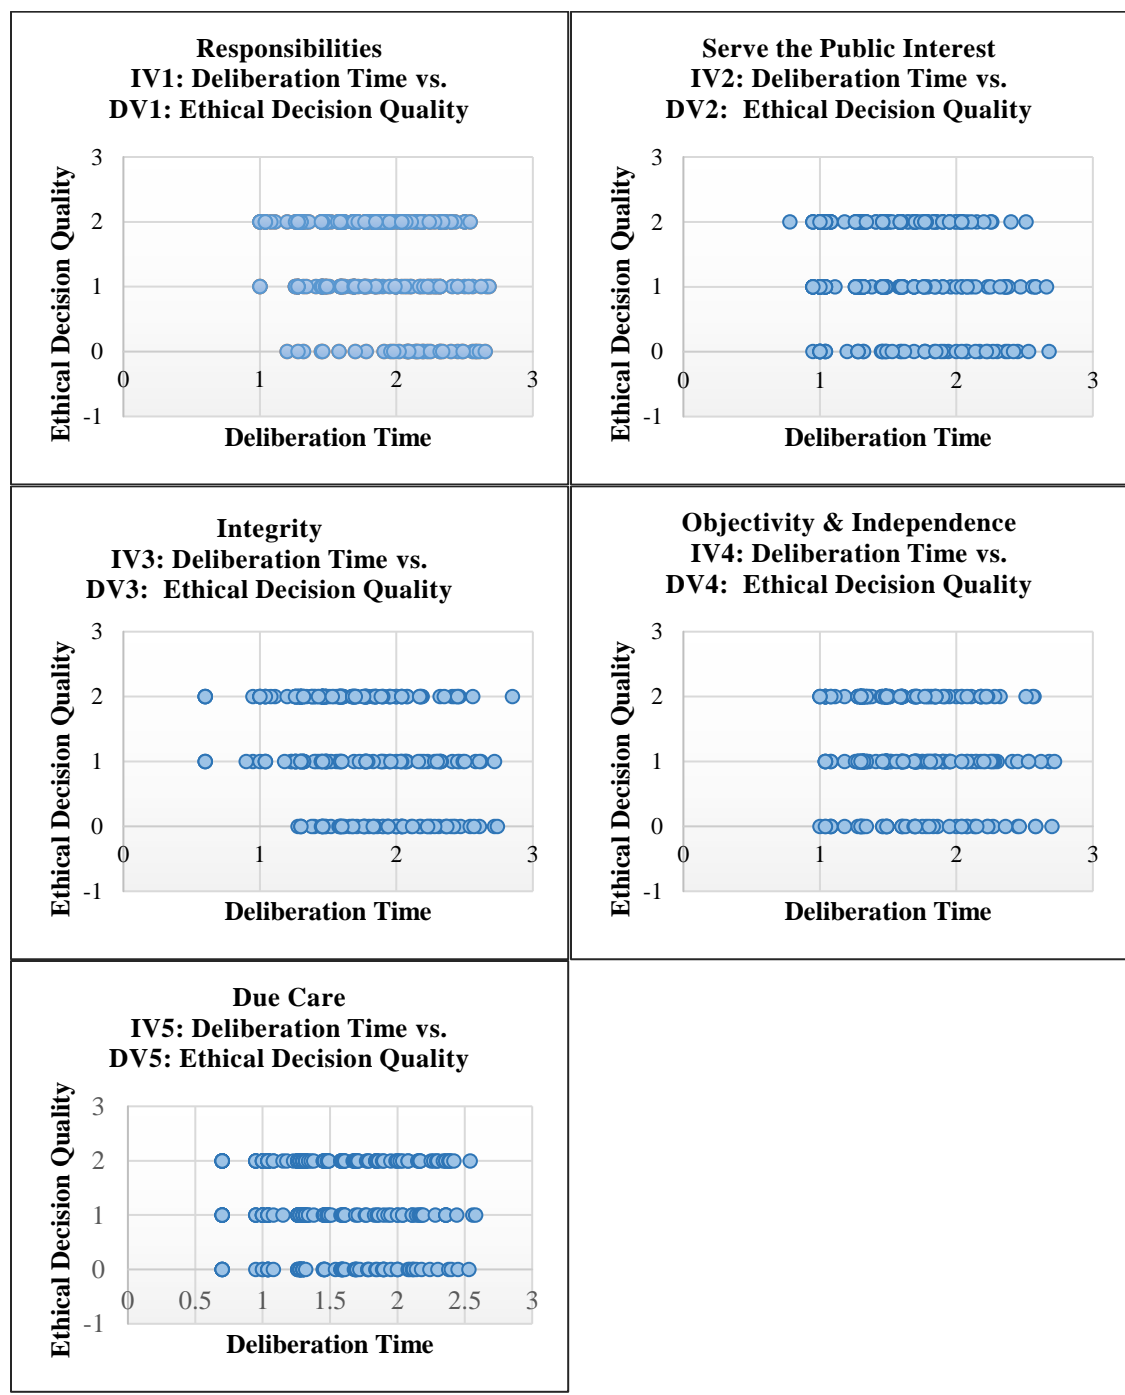 Responsibilities
IV1: Deliberation Time vs.
DV1: Ethical Decision Quality
Ethical Decision Quality
3
2
1
0
-1
0 1 2 3
Deliberation Time
Serve the Public Interest
IV2: Deliberation Time vs.
DV2: Ethical Decision Quality
Ethical Decision Quality
3
2
1
0
-1
0 1 2 3
Deliberation Time
Integrity
IV3: Deliberation Time vs.
DV3: Ethical Decision Quality
Ethical Decision Quality
3
2
1
0
-1
0 1 2 3
Deliberation Time
Objectivity & Independence
IV4: Deliberation Time vs.
DV4: Ethical Decision Quality
Ethical Decision Quality
3
2
1
0
-1
0 1 2 3
Deliberation Time
Due Care
IV5: Deliberation Time vs.
DV5: Ethical Decision Quality
Ethical Decision Quality
3
2
1
0
-1
0 0.5 1 1.5 2 2.5 3
Deliberation Time